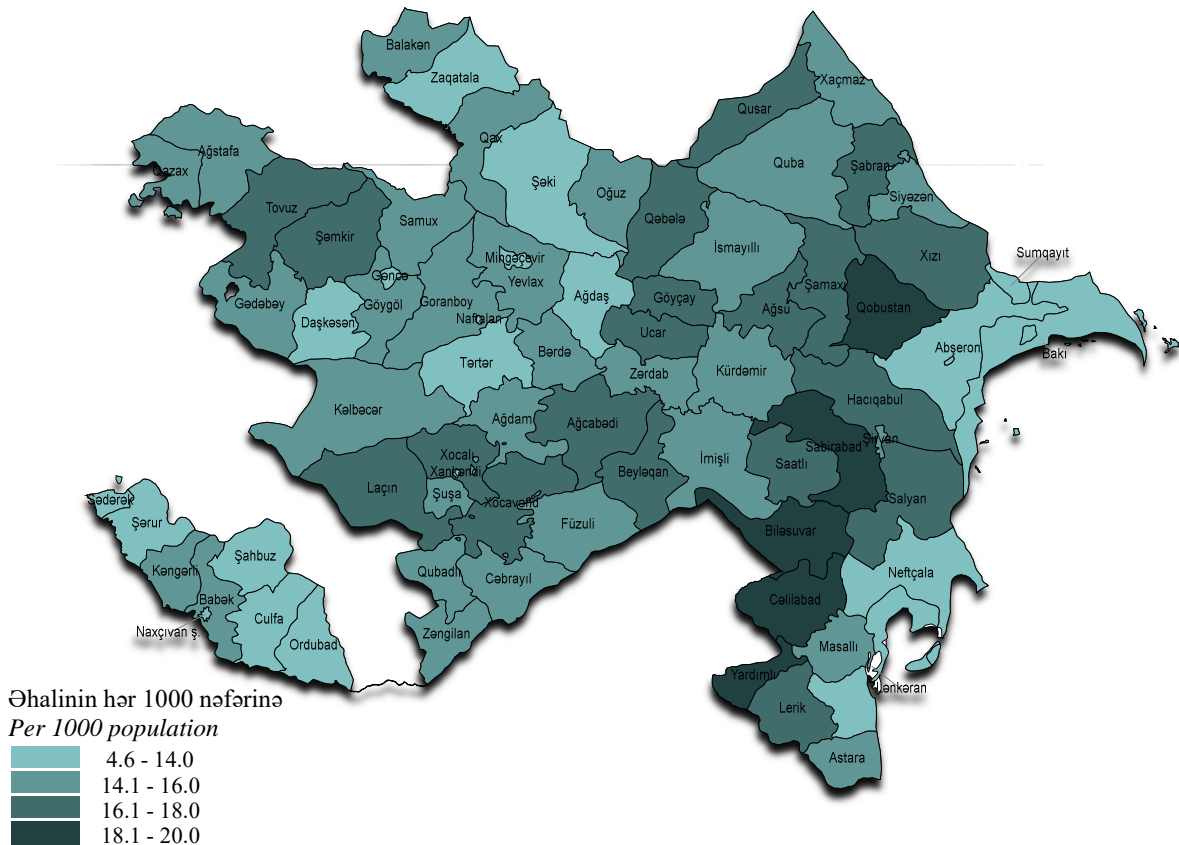 Balakən
Zaqatala
Xaçmaz
Qusar
Qax
Ağstafa
Quba
Qazax
Şabran
Şəki
Oğuz
Siyəzən
Tovuz
Samux
Qəbələ
Şəmkir
İsmayıllı
Xızı
Sumqayıt
Mingəçevir
Gəncə
Yevlax
Şamaxı
Gədəbəy
Göygöl
Goranboy
Ağdaş
Göyçay
Ağsu
Qobustan
Naftalan
Daşkəsən
Ucar
Abşeron
Bakı
Tərtər
Bərdə
Zərdab
Kürdəmir
Hacıqabul
Kəlbəcər
Ağdam
Ağcabədi
Şirvan
Sabirabad
Xocalı
İmişli
Saatlı
Xankəndi
Beyləqan
Laçın
Şuşa
Salyan
Sədərək
Xocavənd
Füzuli
Şərur
Biləsuvar
Şahbuz
Kəngərli
Qubadlı
Cəbrayıl
Neftçala
Babək
Cəlilabad
Culfa
Naxçıvan ş.
Zəngilan
Ordubad
Masallı
Yardımlı
Lənkəran
Lerik
Astara
Əhalinin hər 1000 nəfərinə
Per 1000 population
4.6 - 14.0
14.1 - 16.0
16.1 - 18.0
18.1 - 20.0